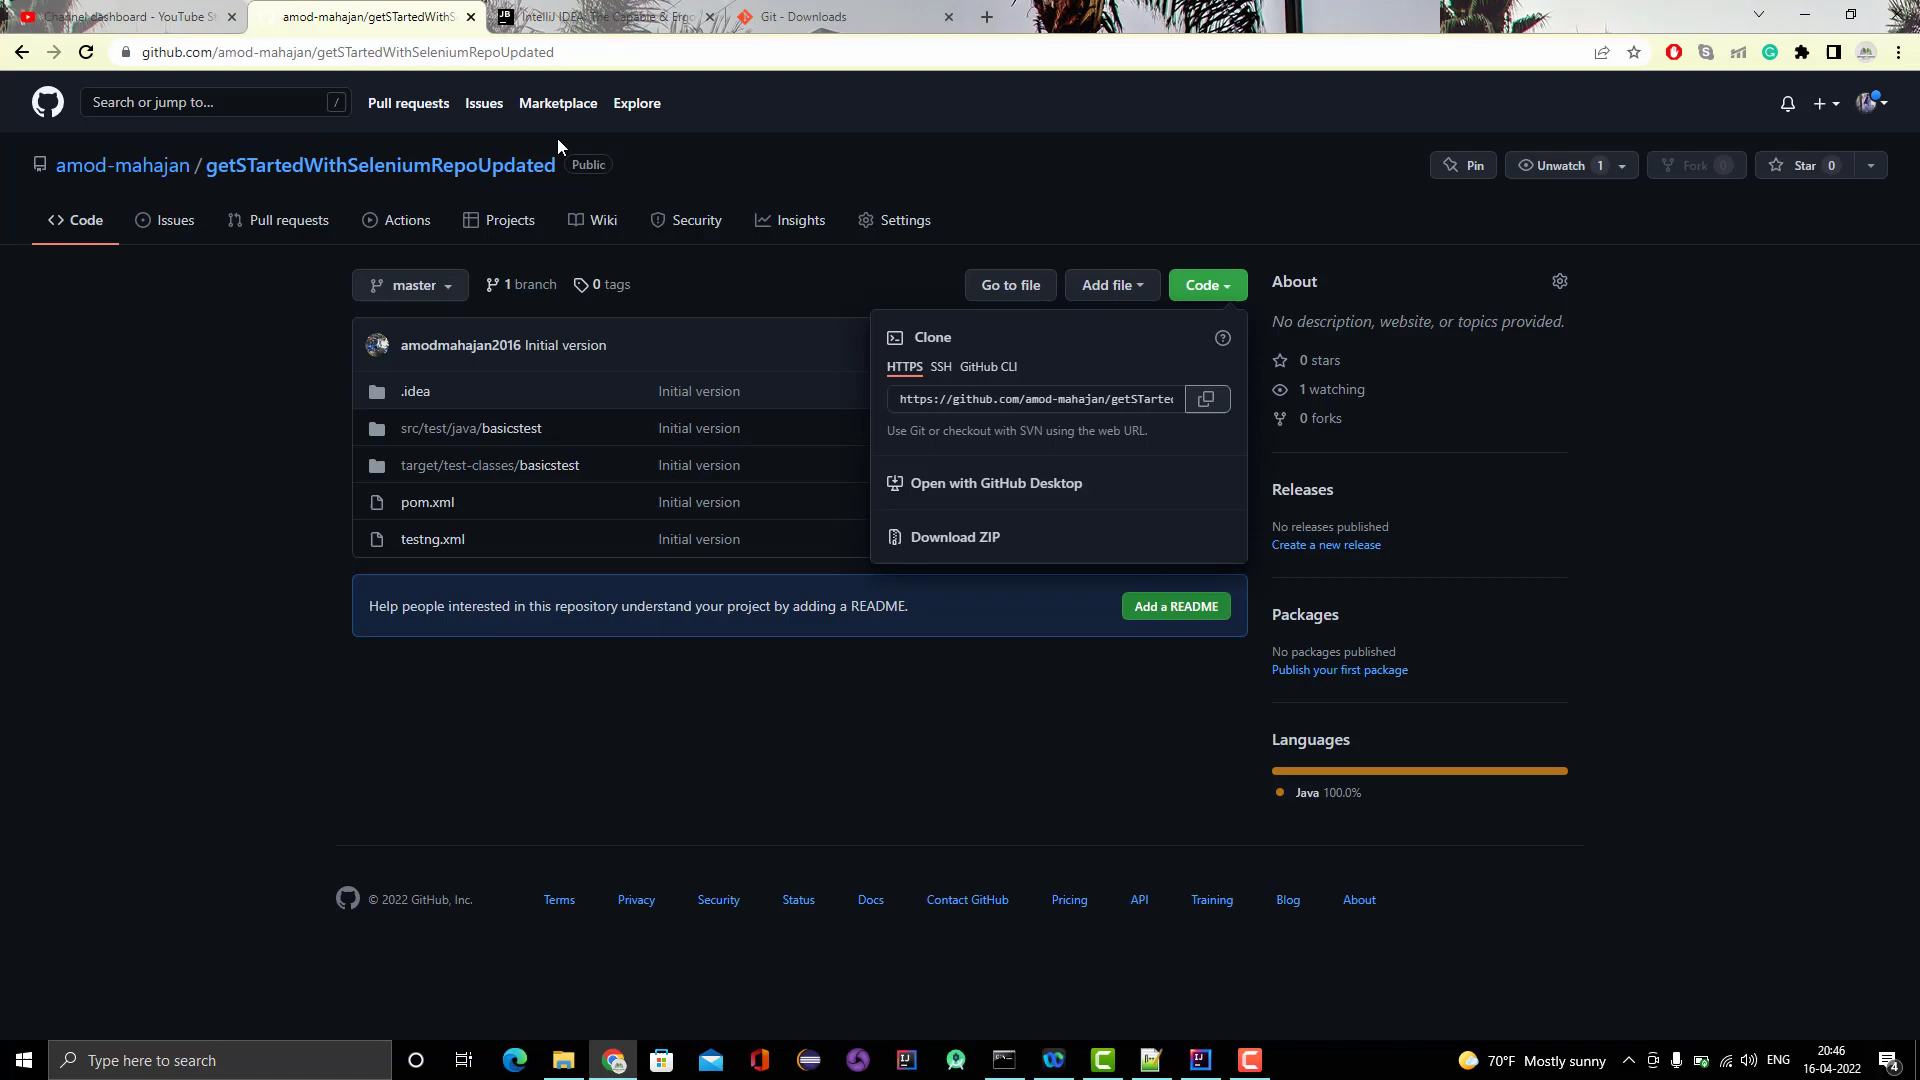 Channel dashboard - YouTube St
amod-mahajan/getSTartedWithS
IntelliJ IDEA: The Capable & Ergo
Git - Downloads
github.com/amod-mahajan/getSTartedWithSeleniumRepoUpdated
Search or jump to...
/
Pull requests
Issues
Marketplace
Explore
amod-mahajan / getSTartedWithSeleniumRepoUpdated
Public
Pin
Unwatch 1
Fork 0
Star 0
Code
Issues
Pull requests
Actions
Projects
Wiki
Security
Insights
Settings
master
1 branch
0 tags
Go to file
Add file
Code
amodmahajan2016 Initial version
.idea
Initial version
src/test/java/basicstest
Initial version
target/test-classes/basicstest
Initial version
pom.xml
Initial version
testng.xml
Initial version
Clone
HTTPS SSH GitHub CLI
https://github.com/amod-mahajan/getSTarted
Use Git or checkout with SVN using the web URL.
Open with GitHub Desktop
Download ZIP
Help people interested in this repository understand your project by adding a README.
Add a README
About
No description, website, or topics provided.
0 stars
1 watching
0 forks
Releases
No releases published
Create a new release
Packages
No packages published
Publish your first package
Languages
Java 100.0%
© 2022 GitHub, Inc.
Terms
Privacy
Security
Status
Docs
Contact GitHub
Pricing
API
Training
Blog
About
Type here to search
70°F Mostly sunny
ENG
20:46
16-04-2022
4